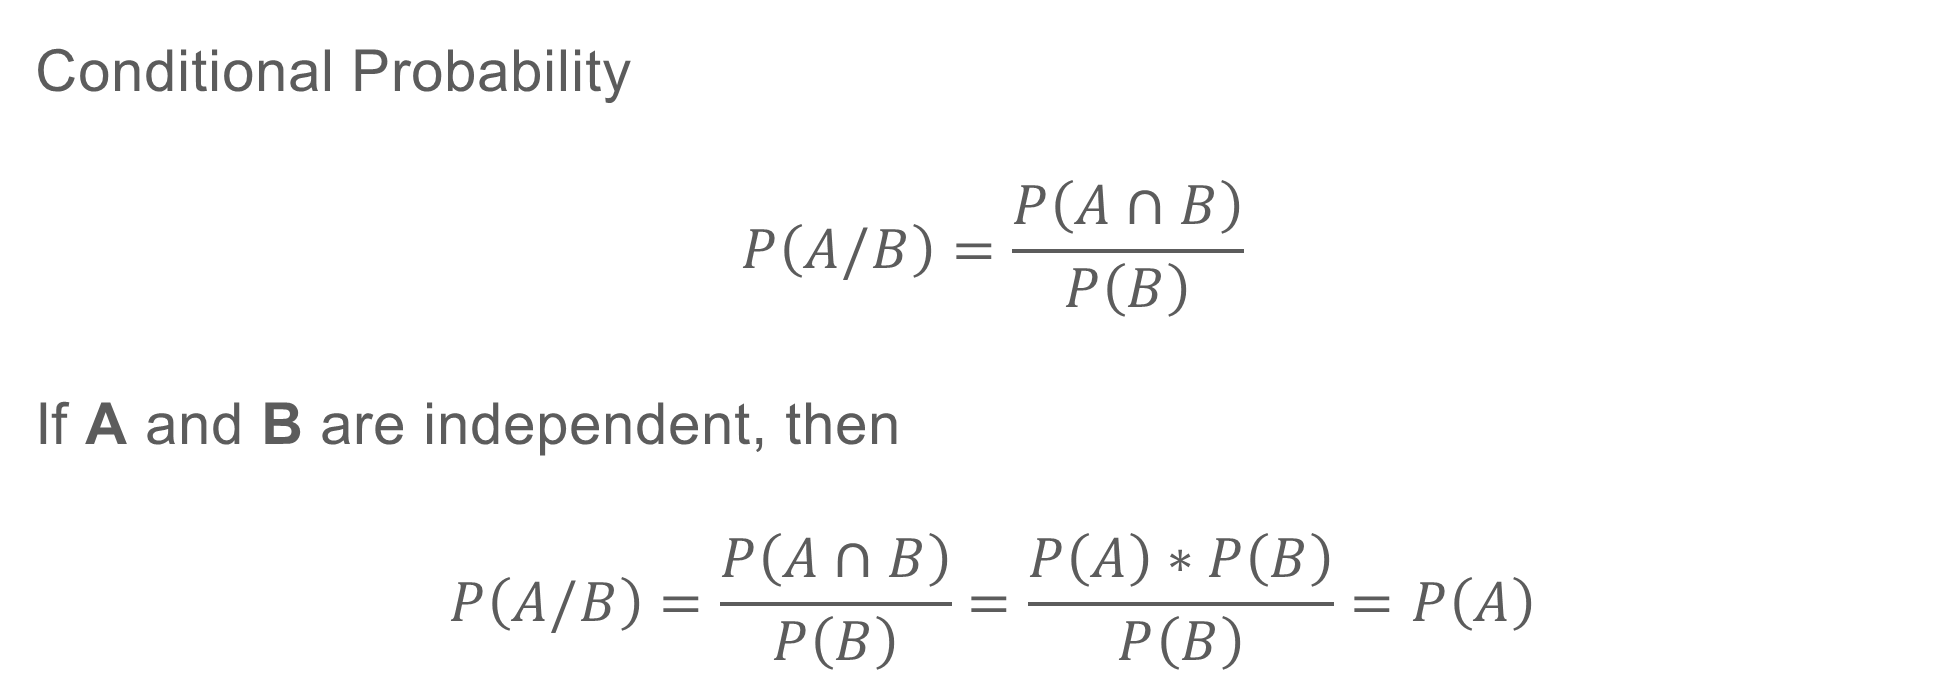 Conditional Probability
P(A/B) = P(A ∩ B) / P(B)
If A and B are independent, then
P(A/B) = P(A ∩ B) / P(B) = P(A) * P(B) / P(B) = P(A)